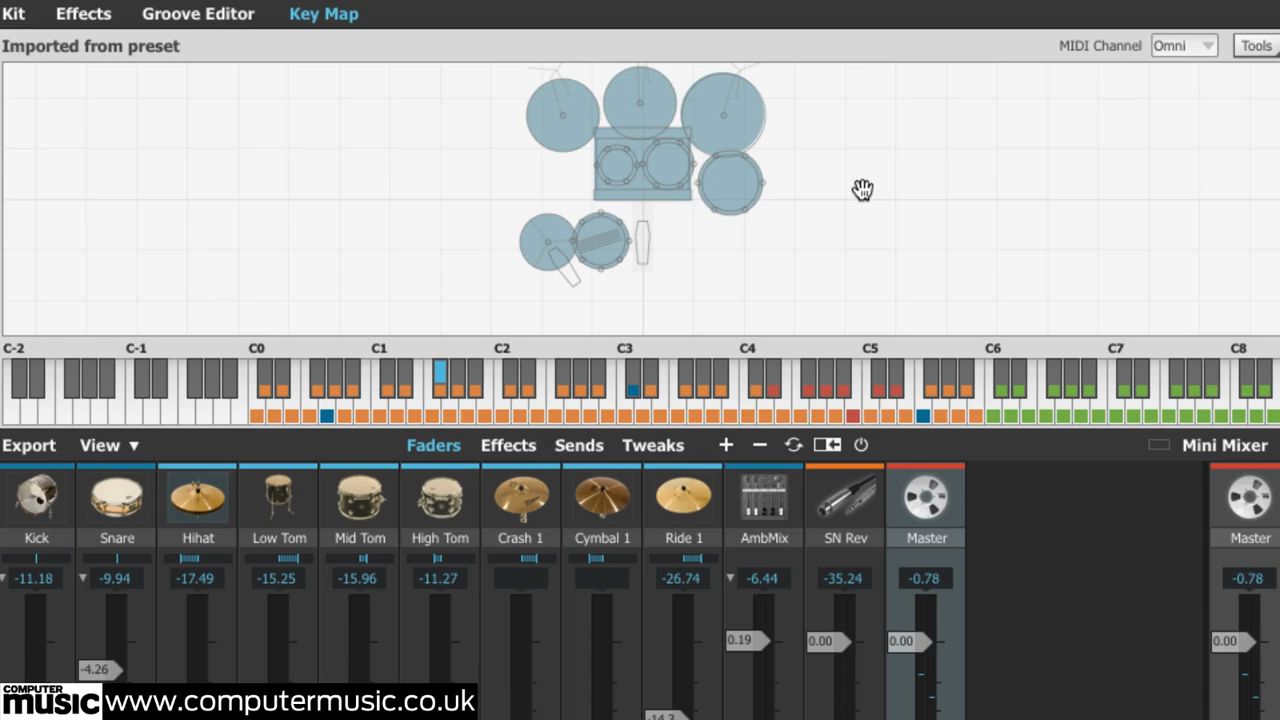 Kit Effects Groove Editor Key Map
Imported from preset MIDI Channel Omni Tools
C-2 C-1 C0 C1 C2 C3 C4 C5 C6 C7 C8
Export View ▼ Faders Effects Sends Tweaks + − Mini Mixer
Kick Snare Hihat Low Tom Mid Tom High Tom Crash 1 Cymbal 1 Ride 1 AmbMix SN Rev Master Master
-11.18 -9.94 -17.49 -15.25 -15.96 -11.27 -26.74 -6.44 -35.24 -0.78 -0.78
0.19 0.00 0.00 0.00
-4.26
-14.3
COMPUTER
music www.computermusic.co.uk